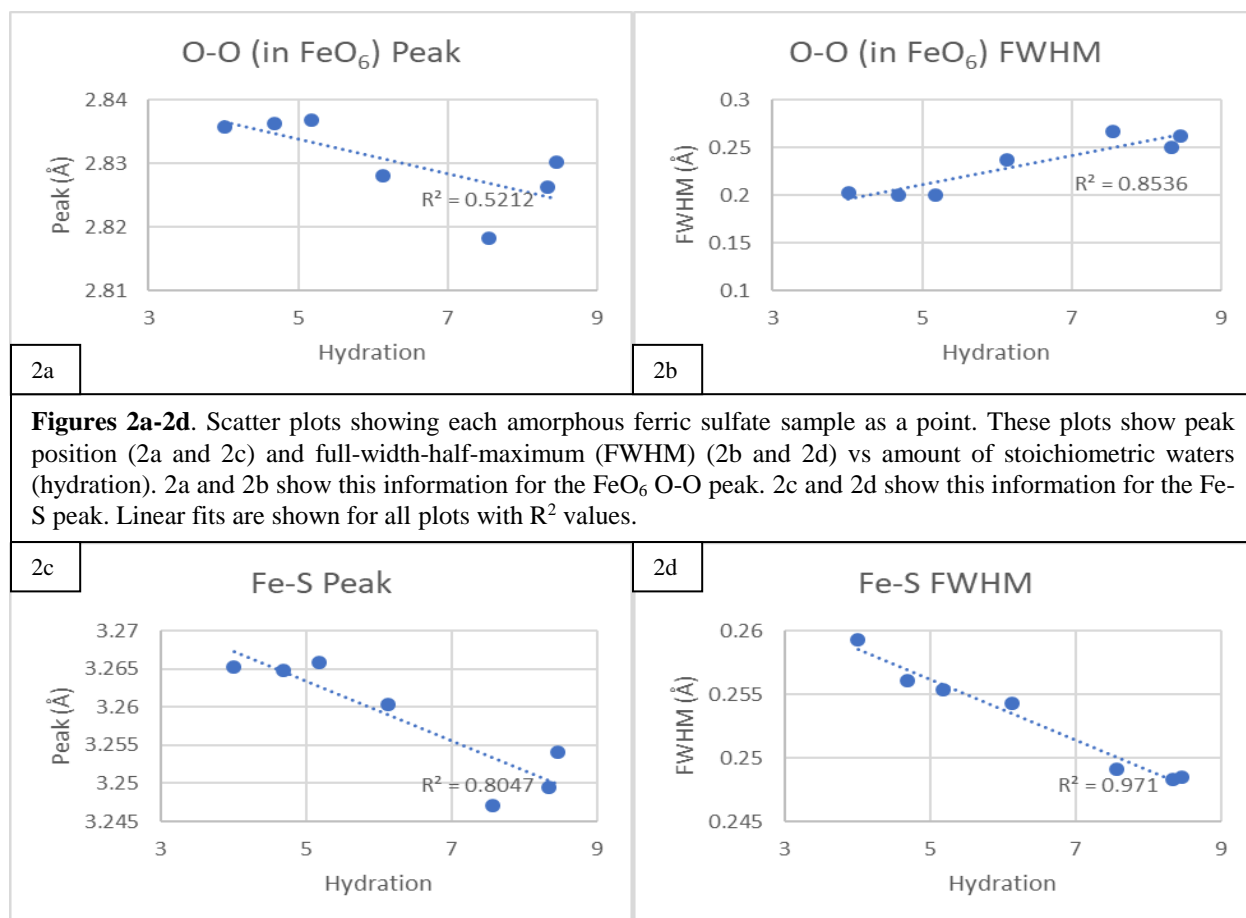 O-O (in FeO₆) Peak
2.84
2.83
2.82
2.81
Peak (Å)
R² = 0.5212
3 5 7 9
Hydration
2a
O-O (in FeO₆) FWHM
0.3
0.25
0.2
0.15
0.1
FWHM (Å)
R² = 0.8536
3 5 7 9
Hydration
2b
Figures 2a-2d. Scatter plots showing each amorphous ferric sulfate sample as a point. These plots show peak
position (2a and 2c) and full-width-half-maximum (FWHM) (2b and 2d) vs amount of stoichiometric waters
(hydration). 2a and 2b show this information for the FeO₆ O-O peak. 2c and 2d show this information for the Fe-
S peak. Linear fits are shown for all plots with R² values.
2c
Fe-S Peak
3.27
3.265
3.26
3.255
3.25
3.245
Peak (Å)
R² = 0.8047
3 5 7 9
Hydration
2d
Fe-S FWHM
0.26
0.255
0.25
0.245
FWHM (Å)
R² = 0.971
3 5 7 9
Hydration